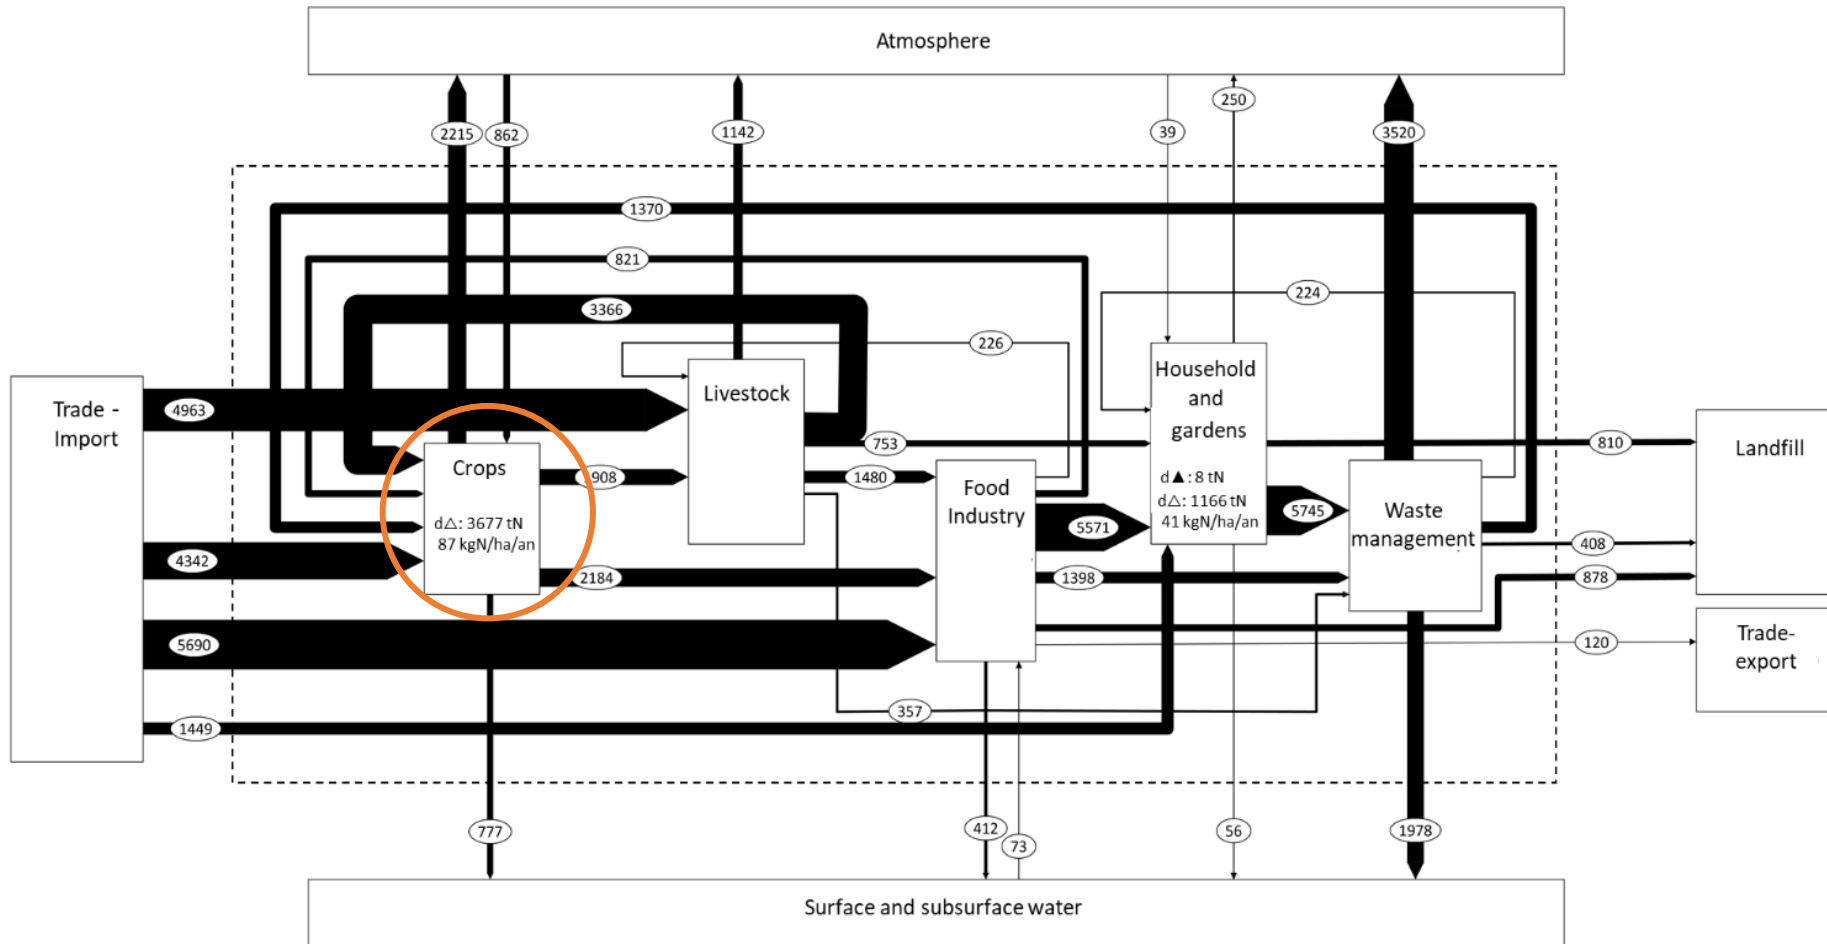 Atmosphere
2215
862
1142
39
250
3520
1370
821
3366
226
224
Trade -
Import
4963
4342
5690
1449
Crops
d△: 3677 tN
87 kgN/ha/an
2184
777
Livestock
753
1480
357
Food
Industry
5571
1398
412
73
Household
and
gardens
d▲: 8 tN
d△: 1166 tN
41 kgN/ha/an
5745
56
Waste
management
1978
810
408
878
120
Landfill
Trade-
export
Surface and subsurface water